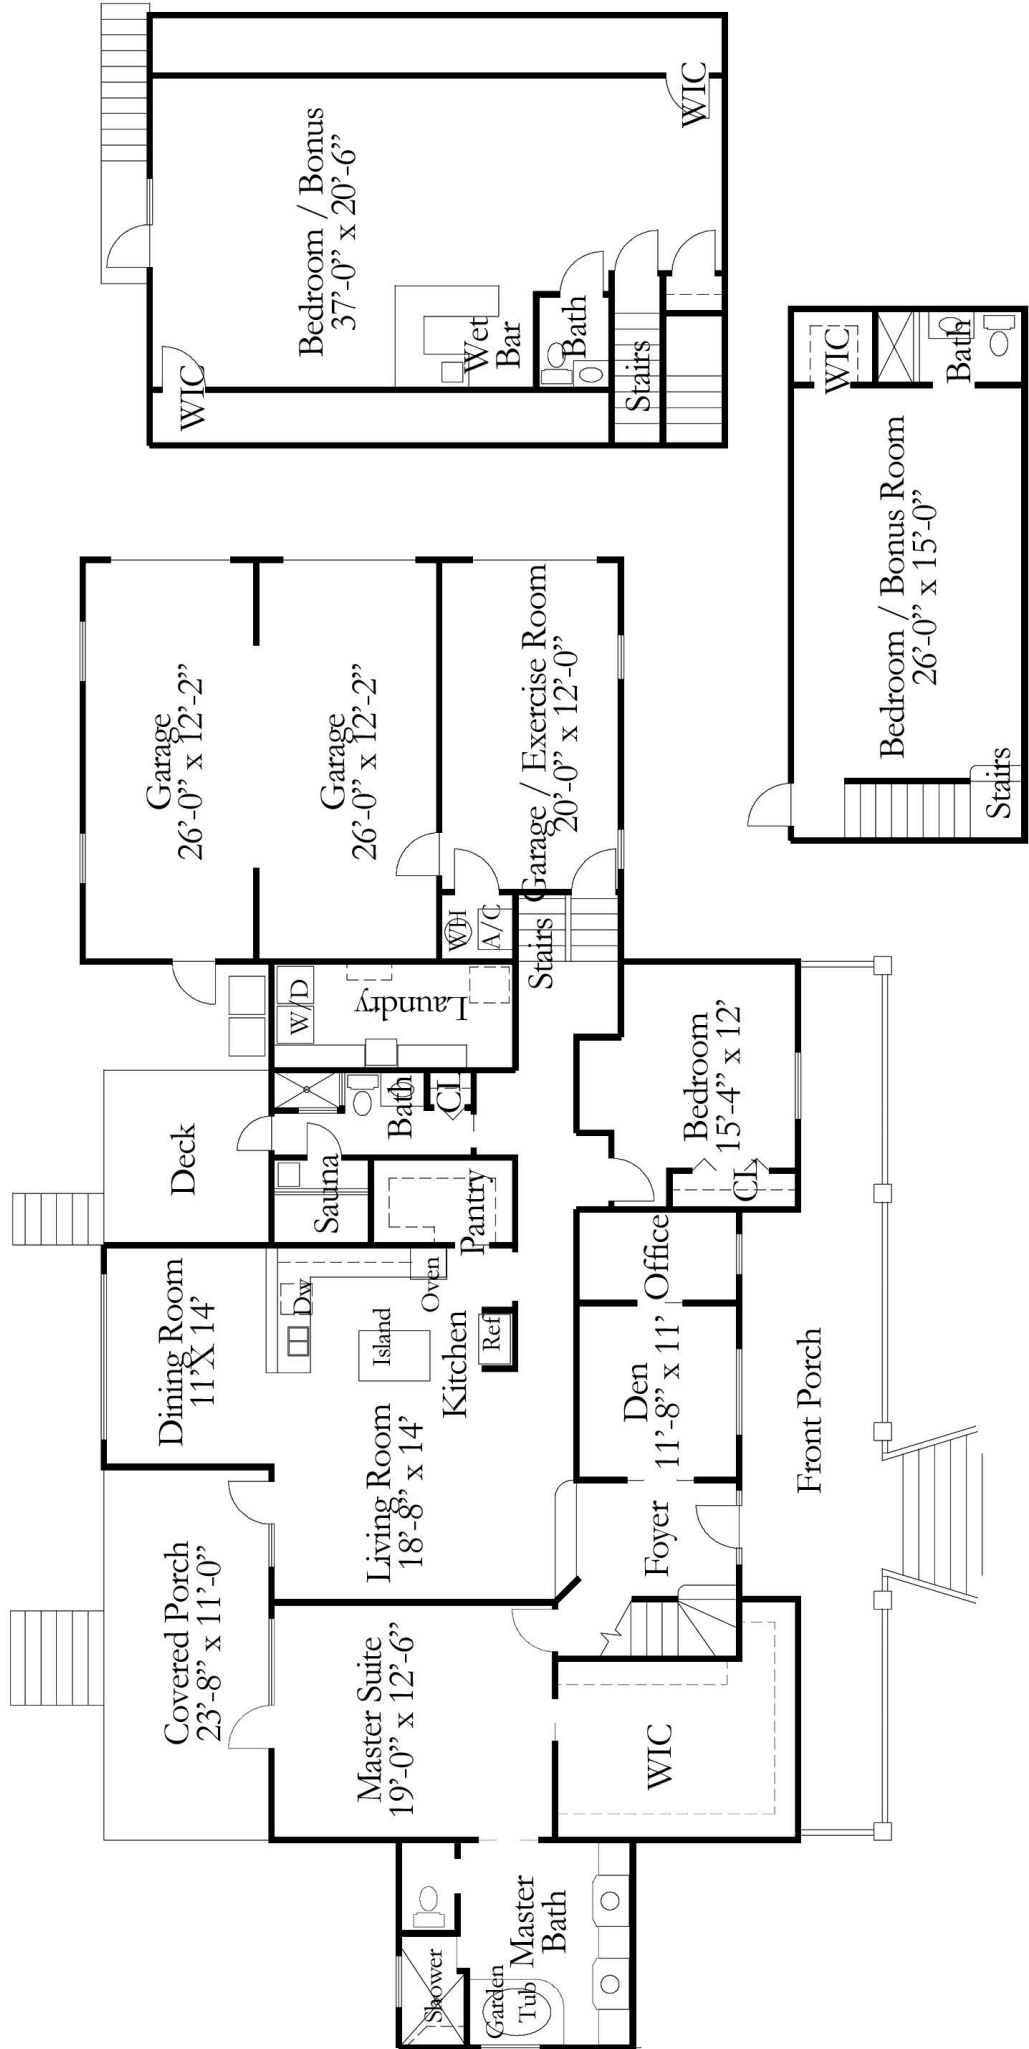 WIC
Bedroom / Bonus
37'-0" x 20'-6"
WIC
Wet
Bar
Bath
Stairs
Garage
26'-0" x 12'-2"
Garage
26'-0" x 12'-2"
Garage / Exercise Room
20'-0" x 12'-0"
WH
A/C
Stairs
WIC
Bath
Bedroom / Bonus Room
26'-0" x 15'-0"
Stairs
W/D
Laundry
Deck
Bath
Cl
Sauna
Pantry
Bedroom
15'-4" x 12'
Cl
Dining Room
11'X 14'
Dw
Oven
Island
Kitchen
Ref
Office
Den
11'-8" x 11'
Front Porch
Living Room
18'-8" x 14'
Foyer
Covered Porch
23'-8" x 11'-0"
Master Suite
19'-0" x 12'-6"
WIC
Master
Bath
Shower
Garden
Tub